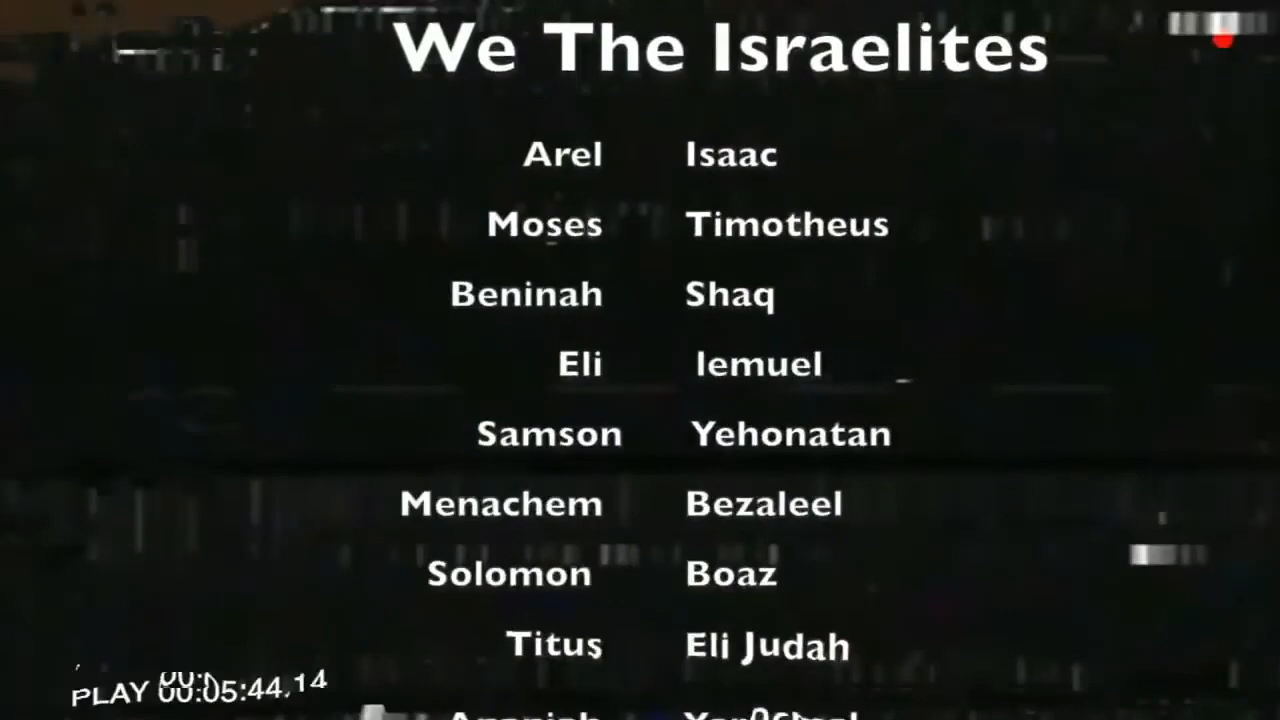 We The Israelites
Arel Isaac
Moses Timotheus
Beninah Shaq
Eli lemuel
Samson Yehonatan
Menachem Bezaleel
Solomon Boaz
Titus Eli Judah
PLAY 00:05:44.14